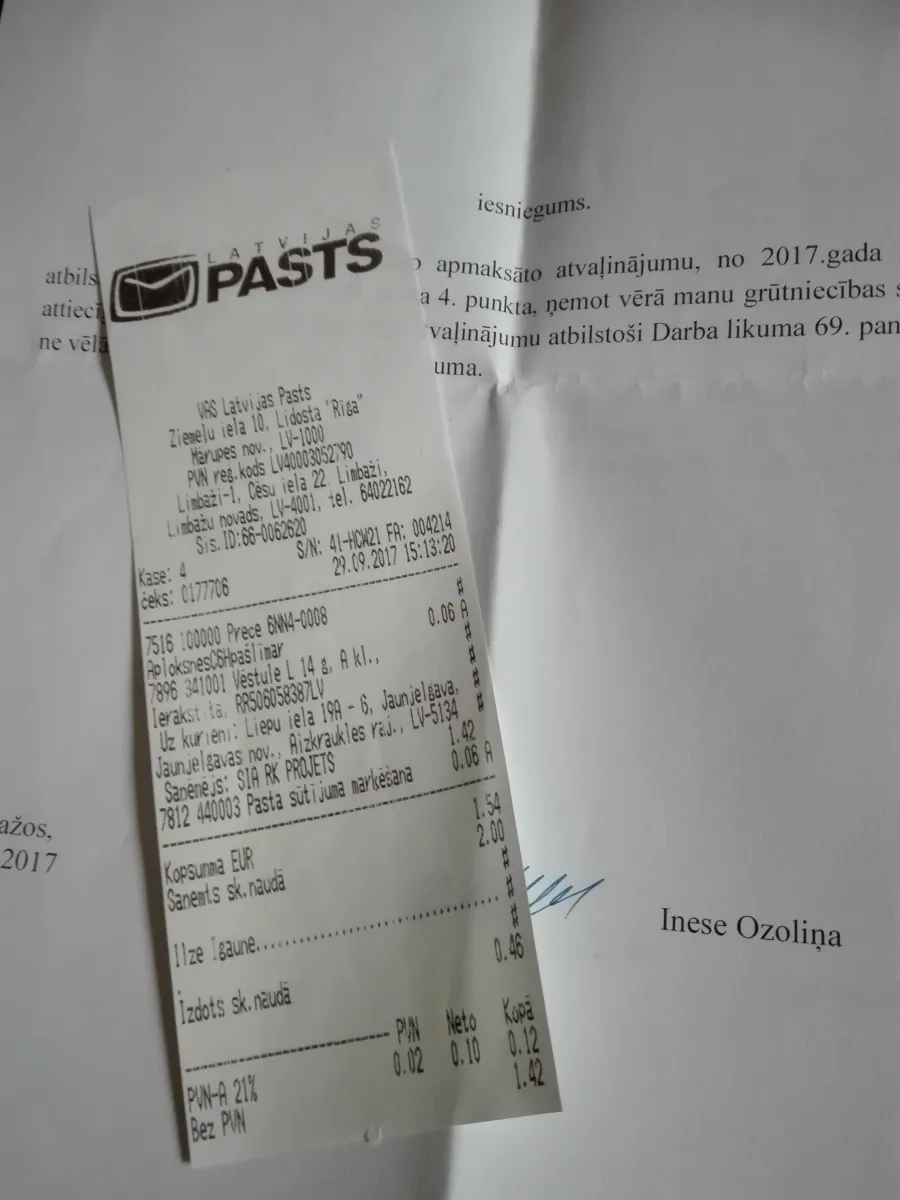 iesniegums.
atbils
apmaksāto atvaļinājumu, no 2017.gada
attiecī
a 4. punkta, ņemot vērā manu grūtniecības s
ne vēlā
vaļinājumu atbilstoši Darba likuma 69. pan
uma.
LATVIJAS
PASTS
VAS Latvijas Pasts
Ziemeļu iela 10, Lidosta "Rīga"
Mārupes nov., LV-1000
PVN reg.kods LV40003052790
Limbaži-1, Cēsu iela 22, Limbaži,
Limbažu novads, LV-4001, tel. 64022162
Sis.ID:66-0062620
Kase: 4 S/N: 41-HCW21 FA: 004214
čeks: 0177706 29.09.2017 15:13:20
#
7516 100000 Prece 6NN4-0008 0.06 A
AploksnesC6Hpašlīmar #
7896 341001 Vēstule L 14 g, A kl., #
Ierakstīta, RR506058387LV #
Uz kurieni: Liepu iela 19A - 6, Jaunjelgava, #
Jaunjelgavas nov., Aizkraukles raj., LV-5134 #
Saņēmējs: SIA RK PROJETS 1.42
7812 440003 Pasta sūtījuma marķēšana 0.06 A
Kopsumma EUR 1.54
Saņemts sk.naudā 2.00
#
#
Ilze Igaune #
Izdots sk.naudā 0.46
PVN Neto Kopā
PVN-A 21% 0.02 0.10 0.12
Bez PVN 1.42
ažos,
2017
Inese Ozoliņa